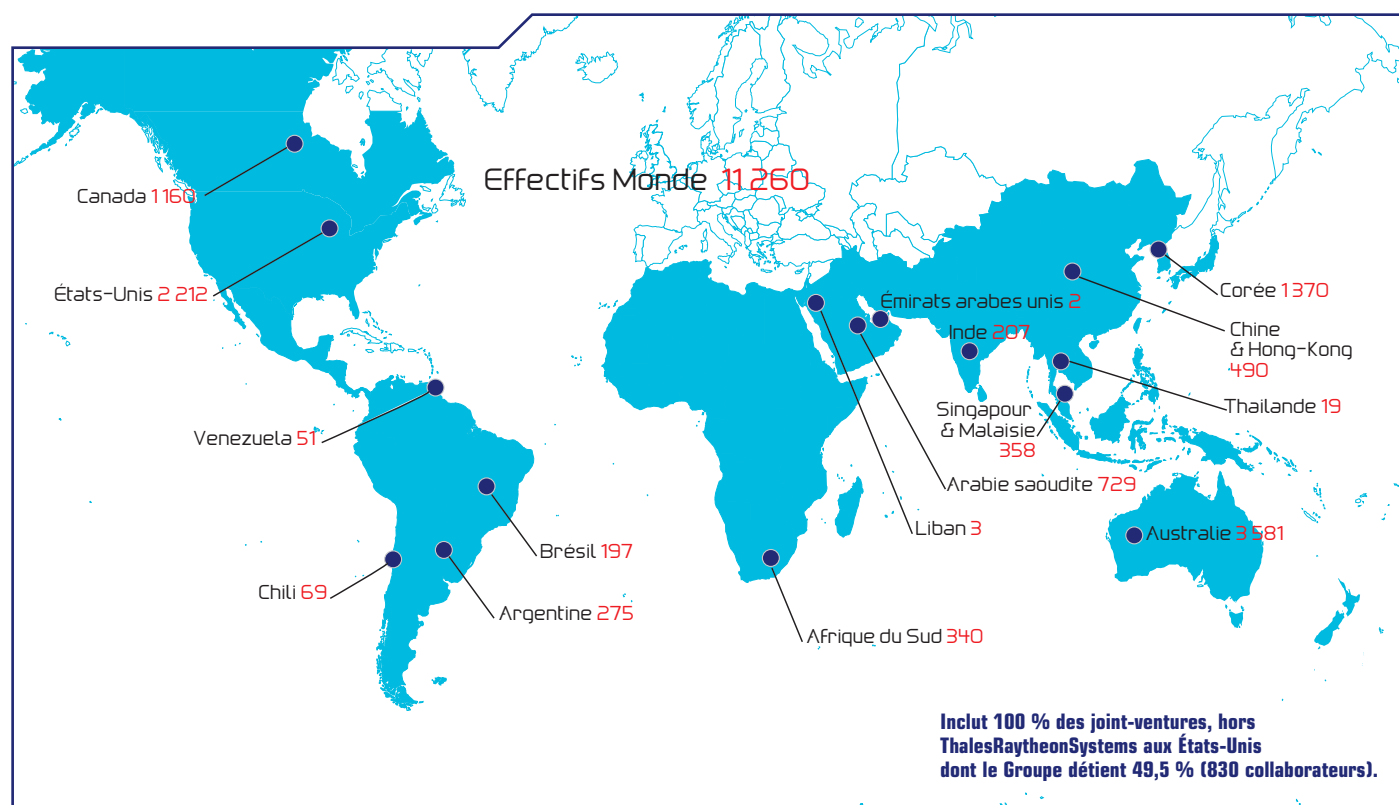 Effectifs Monde 11 260
Canada 1 160
États-Unis 2 212
Venezuela 51
Brésil 197
Chili 69
Argentine 275
Émirats arabes unis 2
Inde 207
Corée 1 370
Chine
& Hong-Kong
490
Thaïlande 19
Singapour
& Malaisie
358
Arabie saoudite 729
Liban 3
Australie 3 581
Afrique du Sud 340
Inclut 100 % des joint-ventures, hors
ThalesRaytheonSystems aux États-Unis
dont le Groupe détient 49,5 % (830 collaborateurs).